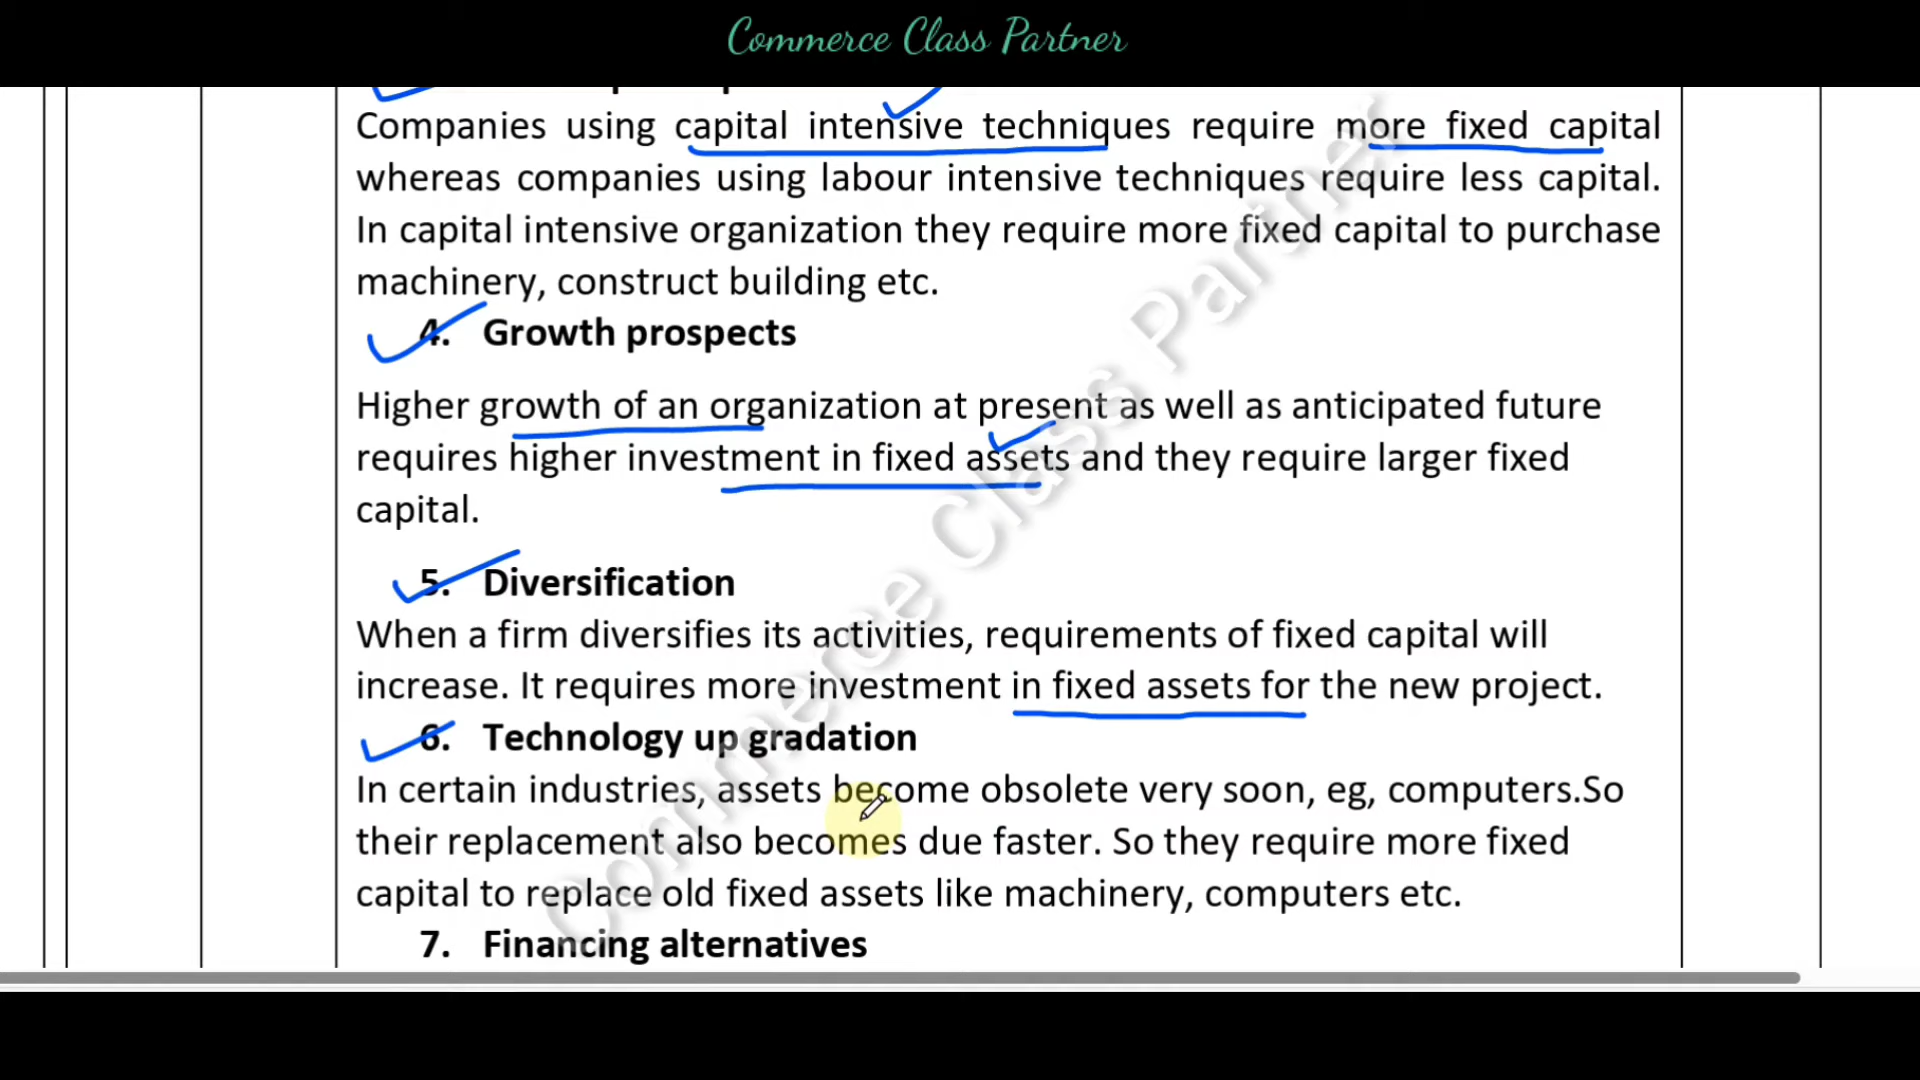 Commerce Class Partner
Companies using capital intensive techniques require more fixed capital
whereas companies using labour intensive techniques require less capital.
In capital intensive organization they require more fixed capital to purchase
machinery, construct building etc.
4. Growth prospects
Higher growth of an organization at present as well as anticipated future
requires higher investment in fixed assets and they require larger fixed
capital.
5. Diversification
When a firm diversifies its activities, requirements of fixed capital will
increase. It requires more investment in fixed assets for the new project.
6. Technology up gradation
In certain industries, assets become obsolete very soon, eg, computers.So
their replacement also becomes due faster. So they require more fixed
capital to replace old fixed assets like machinery, computers etc.
7. Financing alternatives
Commerce Class Partner